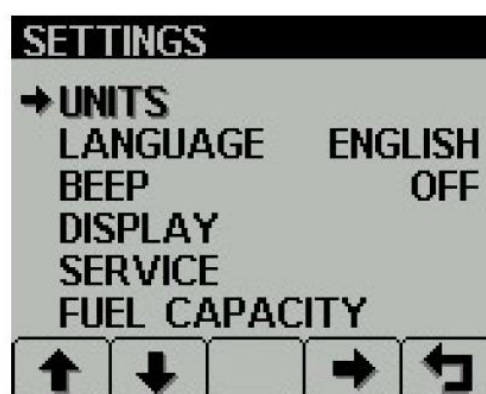 SETTINGS
UNITS
LANGUAGE ENGLISH
BEEP OFF
DISPLAY
SERVICE
FUEL CAPACITY